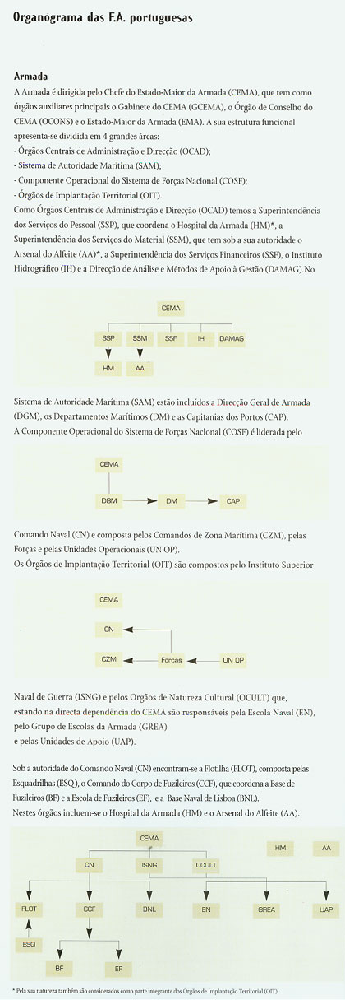 Organograma das F.A. portuguesas
Armada
A Armada é dirigida pelo Chefe do Estado-Maior da Armada (CEMA), que tem como
órgãos auxiliares principais o Gabinete do CEMA (GCEMA), o Órgão de Conselho do
CEMA (OCONS) e o Estado-Maior da Armada (EMA). A sua estrutura funcional
apresenta-se dividida em 4 grandes áreas:
- Órgãos Centrais de Administração e Direcção (OCAD);
- Sistema de Autoridade Marítima (SAM);
- Componente Operacional do Sistema de Forças Nacional (COSF);
- Órgãos de Implantação Territorial (OIT).
Como Órgãos Centrais de Administração e Direcção (OCAD) temos a Superintendência
dos Serviços do Pessoal (SSP), que coordena o Hospital da Armada (HM)*, a
Superintendência dos Serviços do Material (SSM), que tem sob a sua autoridade o
Arsenal do Alfeite (AA)*, a Superintendência dos Serviços Financeiros (SSF), o Instituto
Hidrográfico (IH) e a Direcção de Análise e Métodos de Apoio à Gestão (DAMAG).No
CEMA
SSP SSM SSF IH DAMAG
HM AA
Sistema de Autoridade Marítima (SAM) estão incluídos a Direcção Geral de Armada
(DGM), os Departamentos Marítimos (DM) e as Capitanias dos Portos (CAP).
A Componente Operacional do Sistema de Forças Nacional (COSF) é liderada pelo
CEMA
DGM DM CAP
Comando Naval (CN) e composta pelos Comandos de Zona Marítima (CZM), pelas
Forças e pelas Unidades Operacionais (UN OP).
Os Órgãos de Implantação Territorial (OIT) são compostos pelo Instituto Superior
CEMA
CN
CZM Forcas UN OP
Naval de Guerra (ISNG) e pelos Orgãos de Natureza Cultural (OCULT) que,
estando na directa dependência do CEMA são responsáveis pela Escola Naval (EN),
pelo Grupo de Escolas da Armada (GREA)
e pelas Unidades de Apoio (UAP).
Sob a autoridade do Comando Naval (CN) encontram-se a Flotilha (FLOT), composta pelas
Esquadrilhas (ESQ), o Comando do Corpo de Fuzileiros (CCF), que coordena a Base de
Fuzileiros (BF) e a Escola de Fuzileiros (EF), e a Base Naval de Lisboa (BNL).
Nestes órgãos incluem-se o Hospital da Armada (HM) e o Arsenal do Alfeite (AA).
CEMA HM AA
CN ISNG OCULT
FLOT CCF BNL EN GREA UAP
ESQ
BF EF
* Pela sua natureza também são considerados como parte integrante dos Órgãos de Implantação Territorial (OIT).